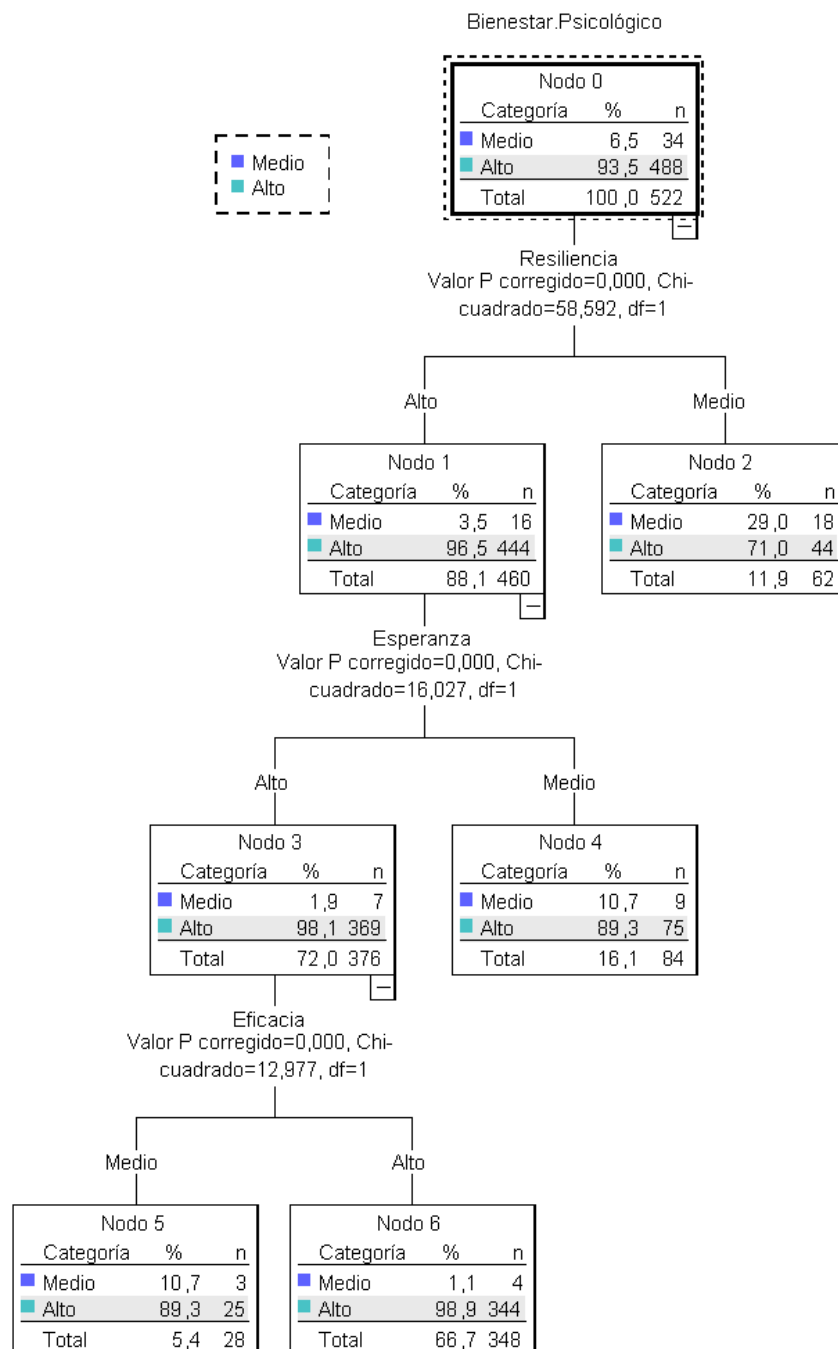 Bienestar.Psicológico
Medio
Alto
Nodo 0
Categoría % n
Medio 6,5 34
Alto 93,5 488
Total 100,0 522
Resiliencia
Valor P corregido=0,000, Chi-
cuadrado=58,592, df=1
Alto
Medio
Nodo 1
Categoría % n
Medio 3,5 16
Alto 96,5 444
Total 88,1 460
Nodo 2
Categoría % n
Medio 29,0 18
Alto 71,0 44
Total 11,9 62
Esperanza
Valor P corregido=0,000, Chi-
cuadrado=16,027, df=1
Alto
Medio
Nodo 3
Categoría % n
Medio 1,9 7
Alto 98,1 369
Total 72,0 376
Nodo 4
Categoría % n
Medio 10,7 9
Alto 89,3 75
Total 16,1 84
Eficacia
Valor P corregido=0,000, Chi-
cuadrado=12,977, df=1
Medio
Alto
Nodo 5
Categoría % n
Medio 10,7 3
Alto 89,3 25
Total 5,4 28
Nodo 6
Categoría % n
Medio 1,1 4
Alto 98,9 344
Total 66,7 348